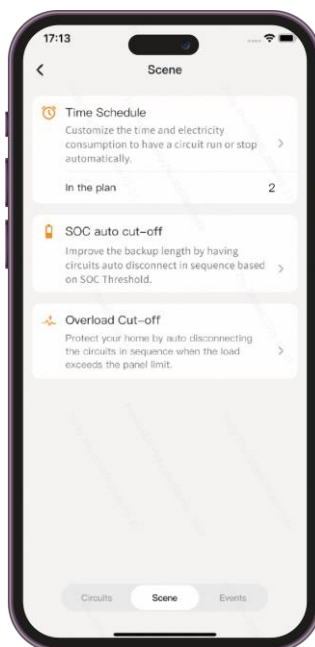 17:13
Scene
Time Schedule
Customize the time and electricity
consumption to have a circuit run or stop
automatically.
In the plan 2
SOC auto cut-off
Improve the backup length by having
circuits auto disconnect in sequence based
on SOC Threshold.
Overload Cut-off
Protect your home by auto disconnecting
the circuits in sequence when the load
exceeds the panel limit.
Circuits Scene Events